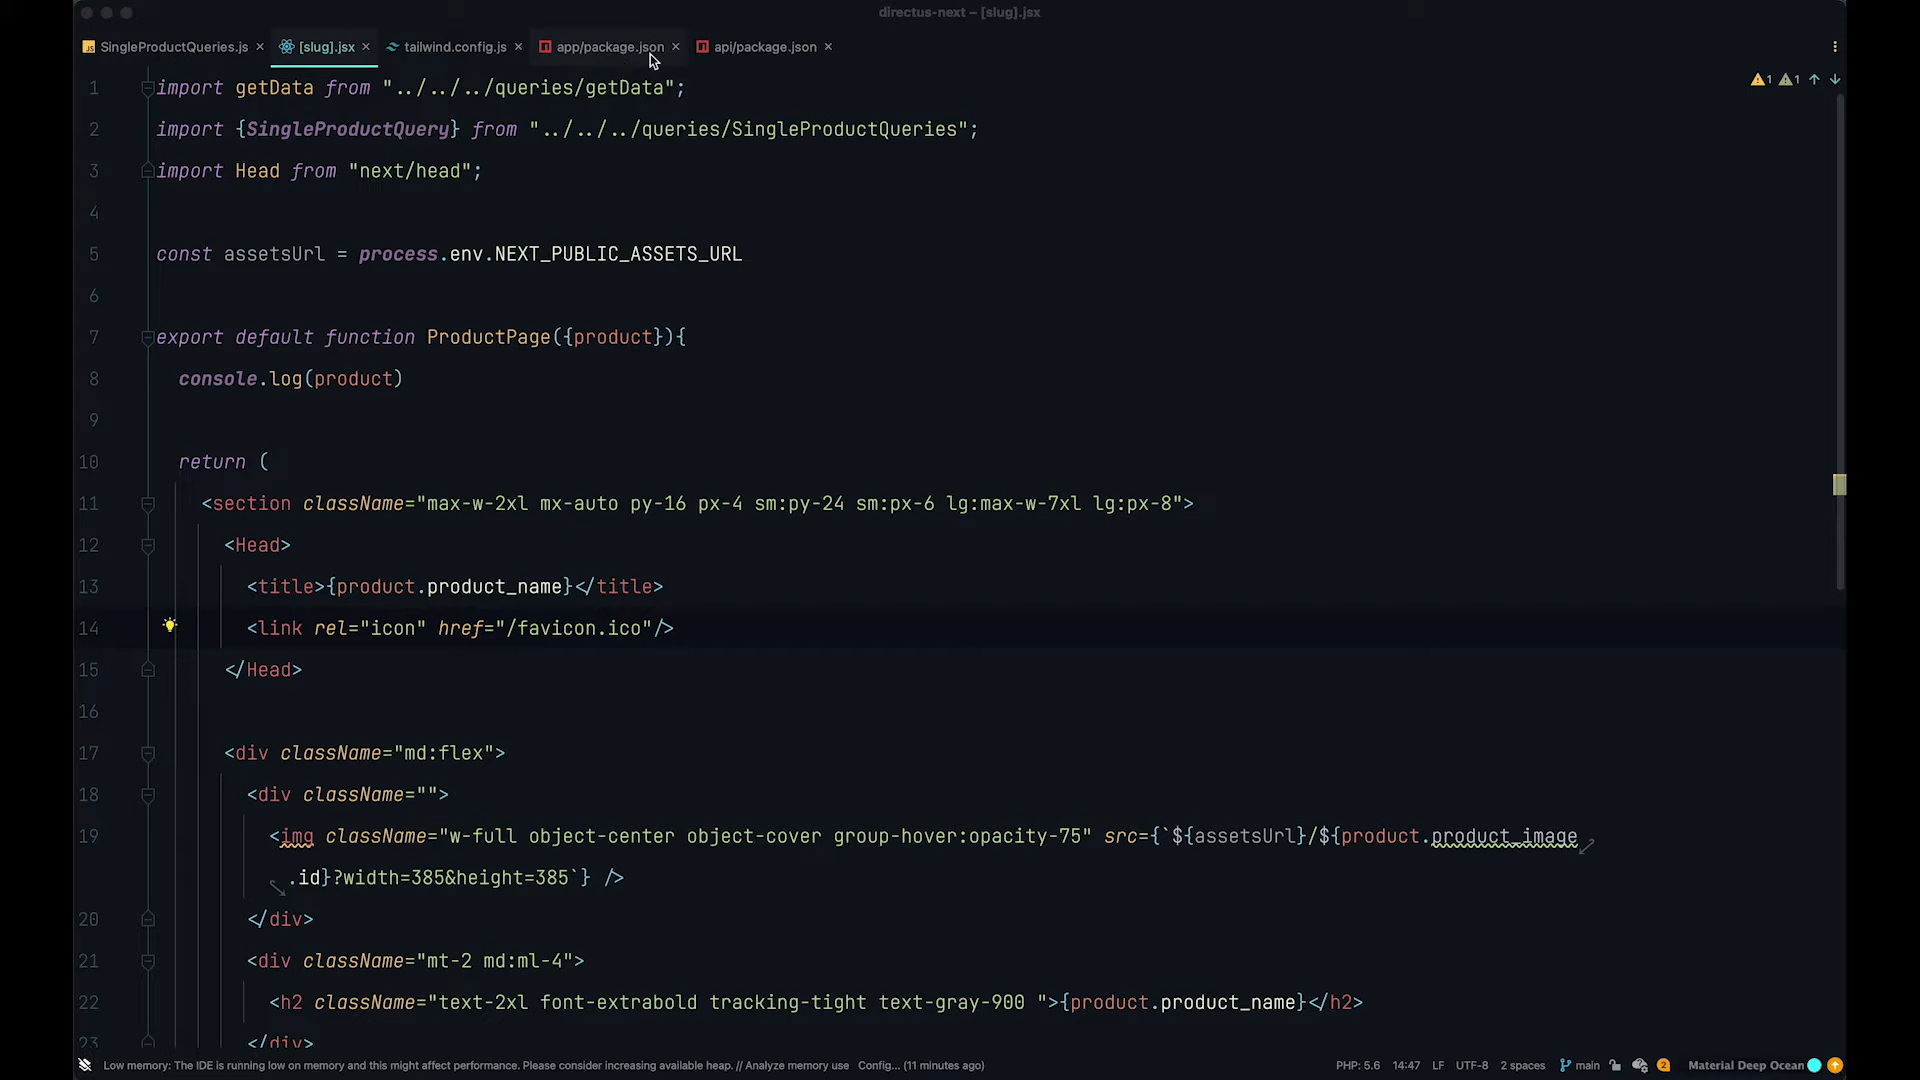 directus-next – [slug].jsx
SingleProductQueries.js
[slug].jsx
tailwind.config.js
app/package.json
api/package.json
1 import getData from "../../../queries/getData";
1 1
2 import {SingleProductQuery} from "../../../queries/SingleProductQueries";
3 import Head from "next/head";
4
5 const assetsUrl = process.env.NEXT_PUBLIC_ASSETS_URL
6
7 export default function ProductPage({product}){
8 console.log(product)
9
10 return (
11 <section className="max-w-2xl mx-auto py-16 px-4 sm:py-24 sm:px-6 lg:max-w-7xl lg:px-8">
12 <Head>
13 <title>{product.product_name}</title>
14 <link rel="icon" href="/favicon.ico"/>
15 </Head>
16
17 <div className="md:flex">
18 <div className="">
19 <img className="w-full object-center object-cover group-hover:opacity-75" src={`${assetsUrl}/${product.product_image
.id}?width=385&height=385`} />
20 </div>
21 <div className="mt-2 md:ml-4">
22 <h2 className="text-2xl font-extrabold tracking-tight text-gray-900 ">{product.product_name}</h2>
23 </div>
Low memory: The IDE is running low on memory and this might affect performance. Please consider increasing available heap. // Analyze memory use Config... (11 minutes ago)
PHP: 5.6 14:47 LF UTF-8 2 spaces main 2 Material Deep Ocean